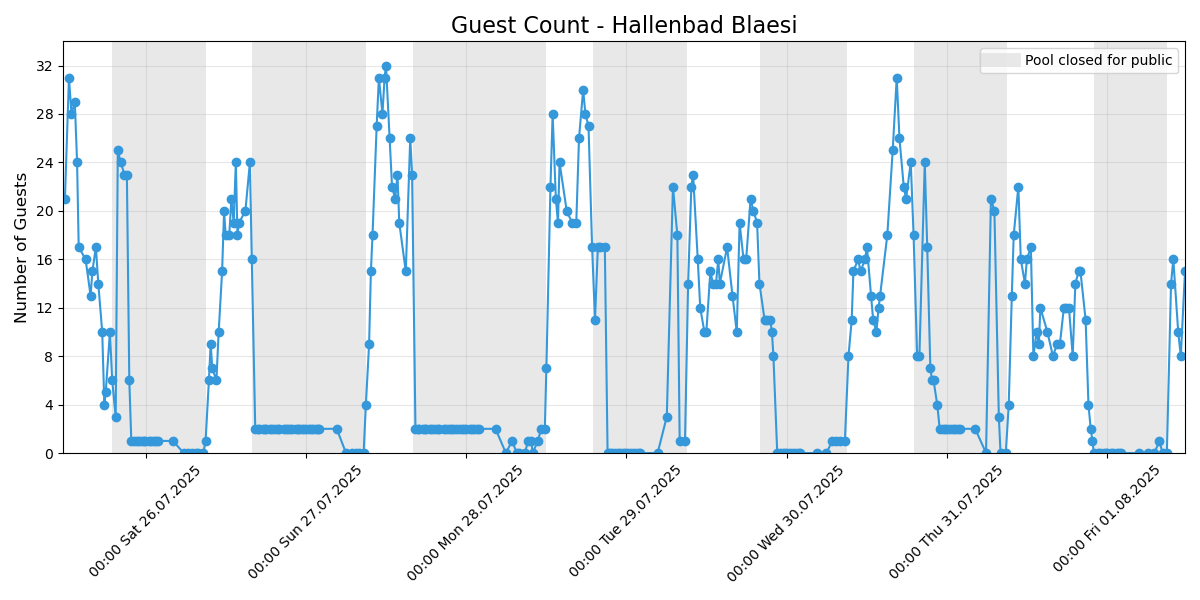 Guest Count - Hallenbad Blaesi
Pool closed for public
Number of Guests
32
28
24
20
16
12
8
4
0
00:00 Sat 26.07.2025
00:00 Sun 27.07.2025
00:00 Mon 28.07.2025
00:00 Tue 29.07.2025
00:00 Wed 30.07.2025
00:00 Thu 31.07.2025
00:00 Fri 01.08.2025